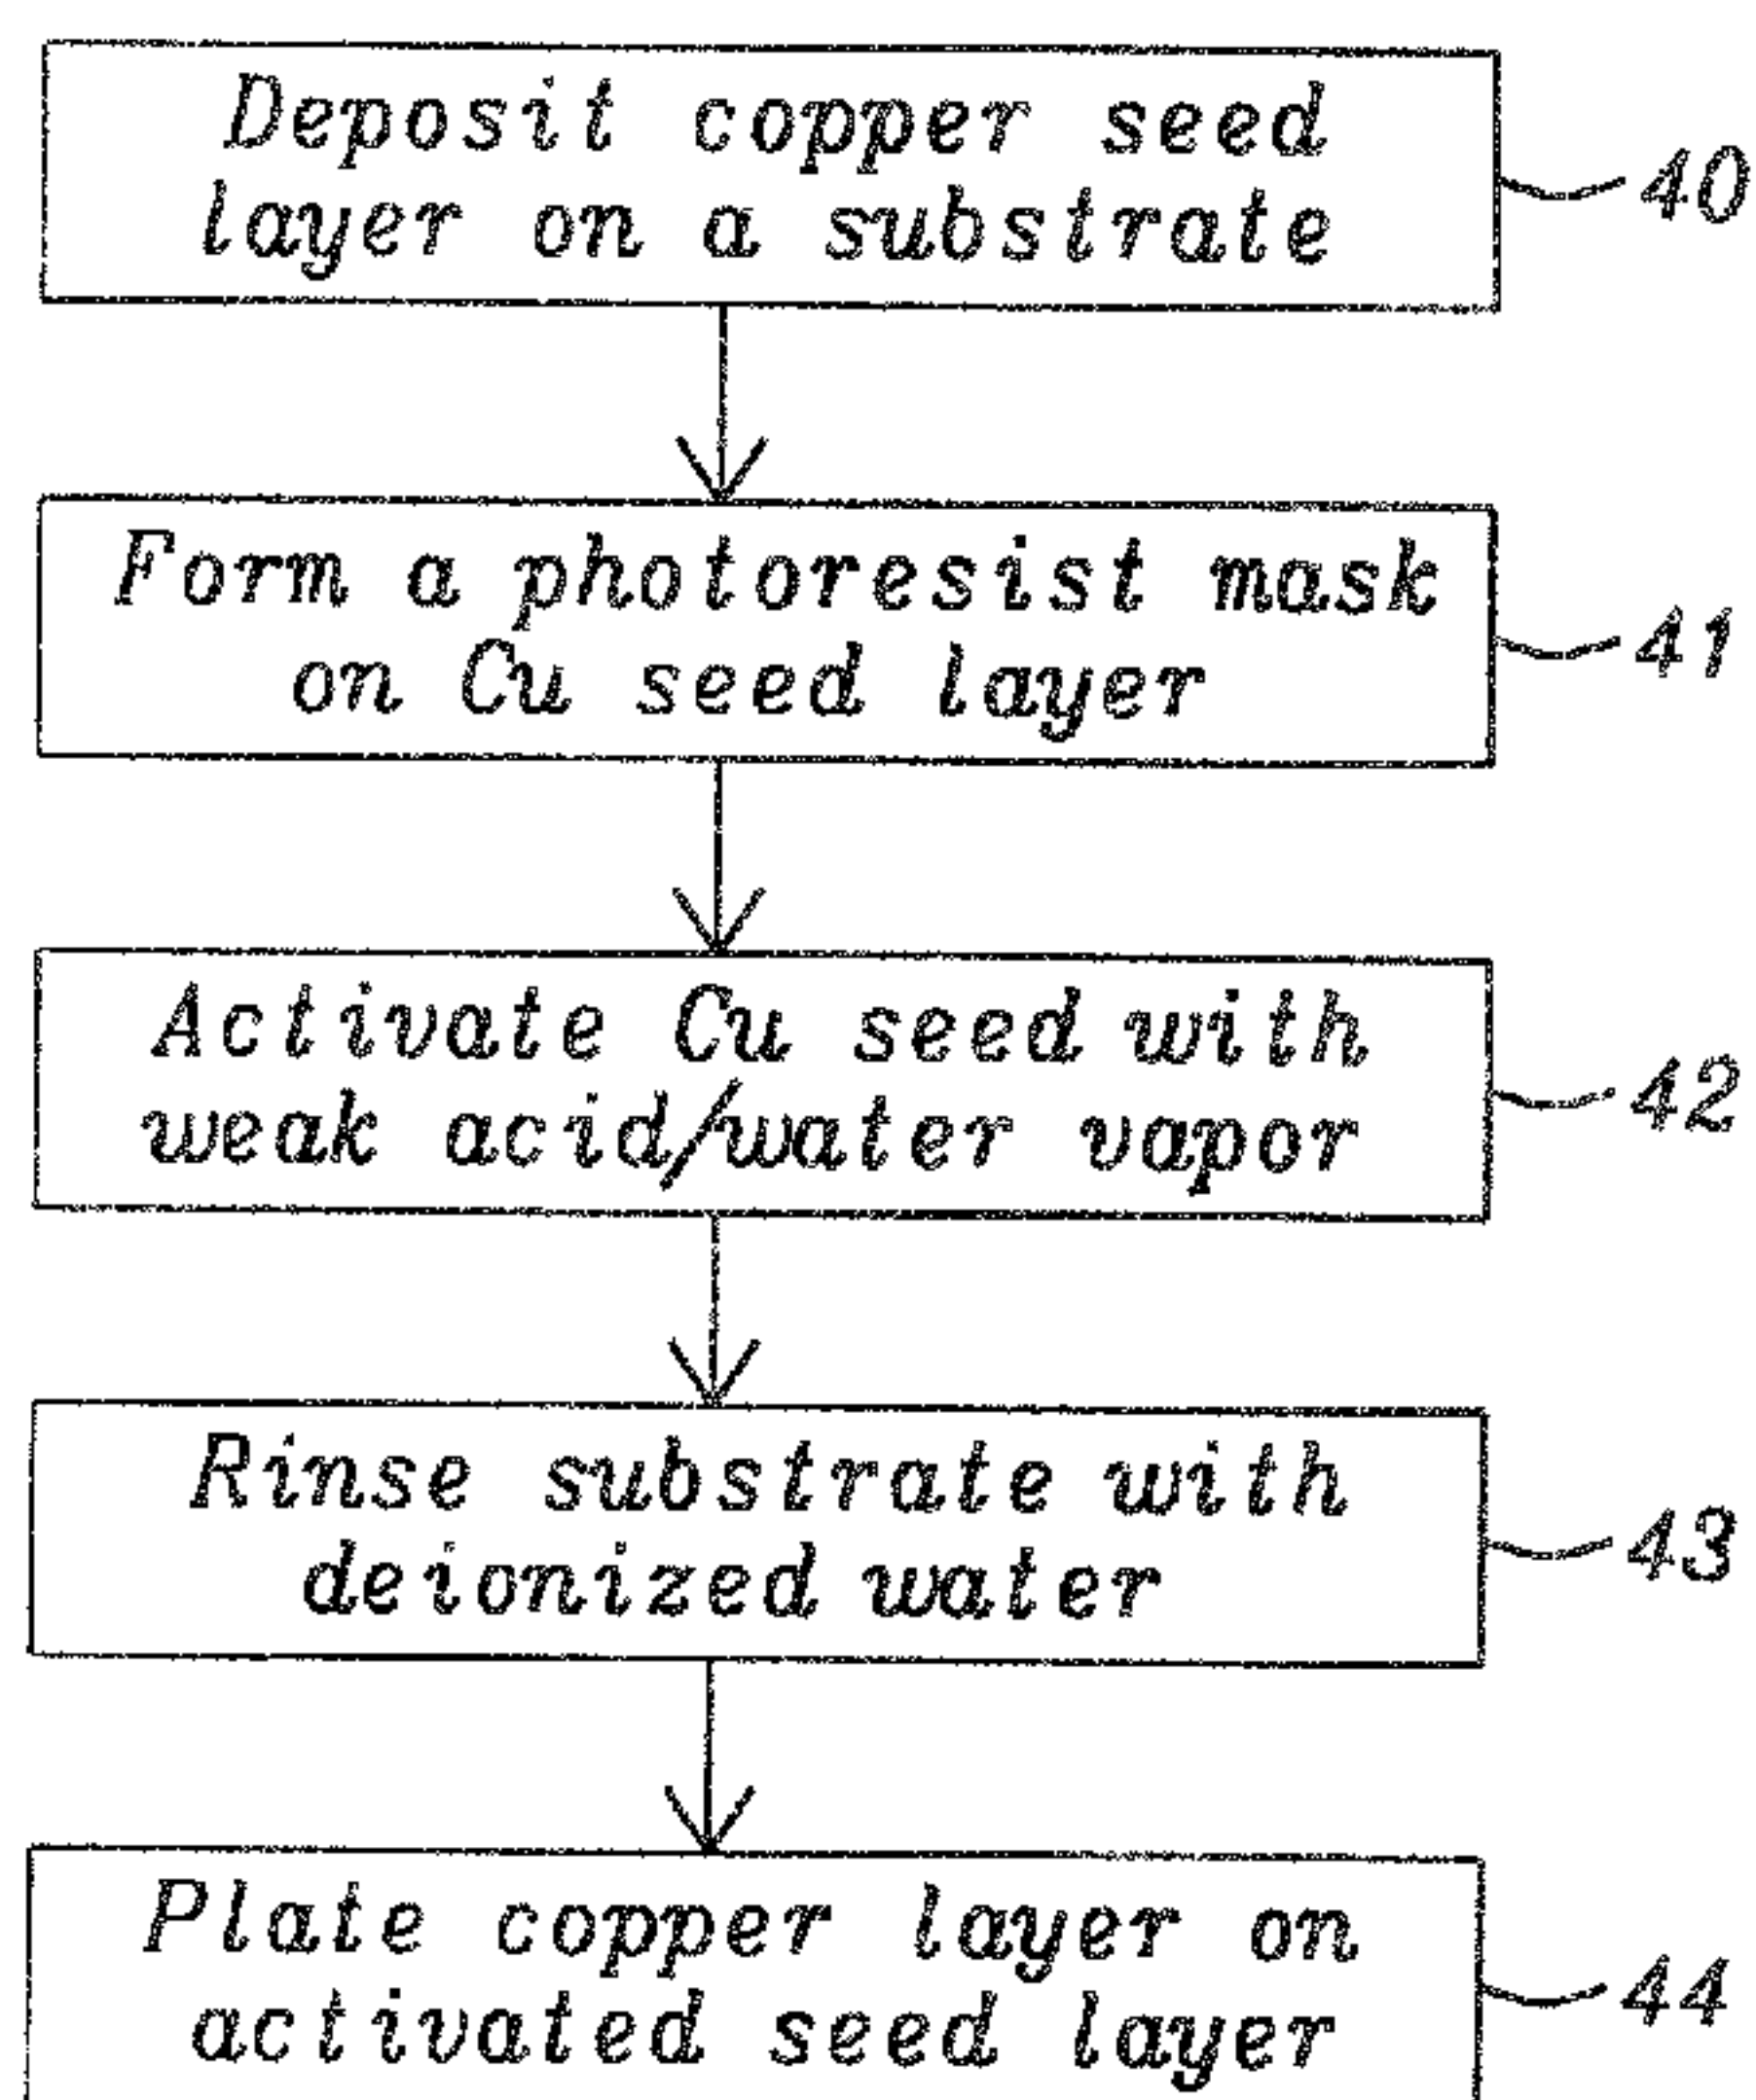 Deposit copper seed
layer on a substrate
40
Form a photoresist mask
on Cu seed layer
41
Activate Cu seed with
weak acid/water vapor
42
Rinse substrate with
deionized water
43
Plate copper layer on
activated seed layer
44